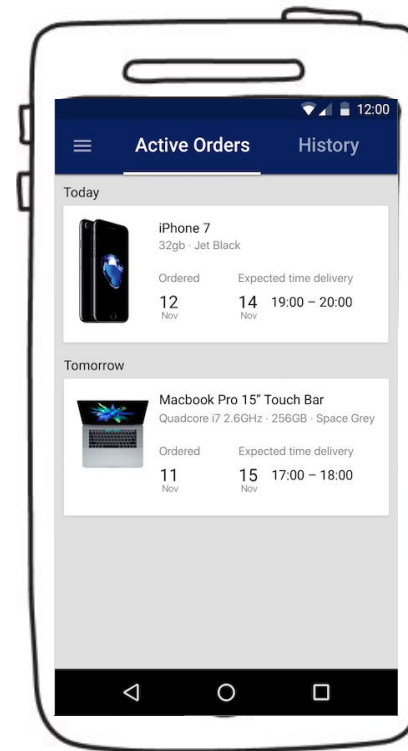 12:00
Active Orders History
Today
iPhone 7
32gb · Jet Black
Ordered Expected time delivery
12 14 19:00 – 20:00
Nov Nov
Tomorrow
Macbook Pro 15” Touch Bar
Quadcore i7 2.6GHz · 256GB · Space Grey
Ordered Expected time delivery
11 15 17:00 – 18:00
Nov Nov